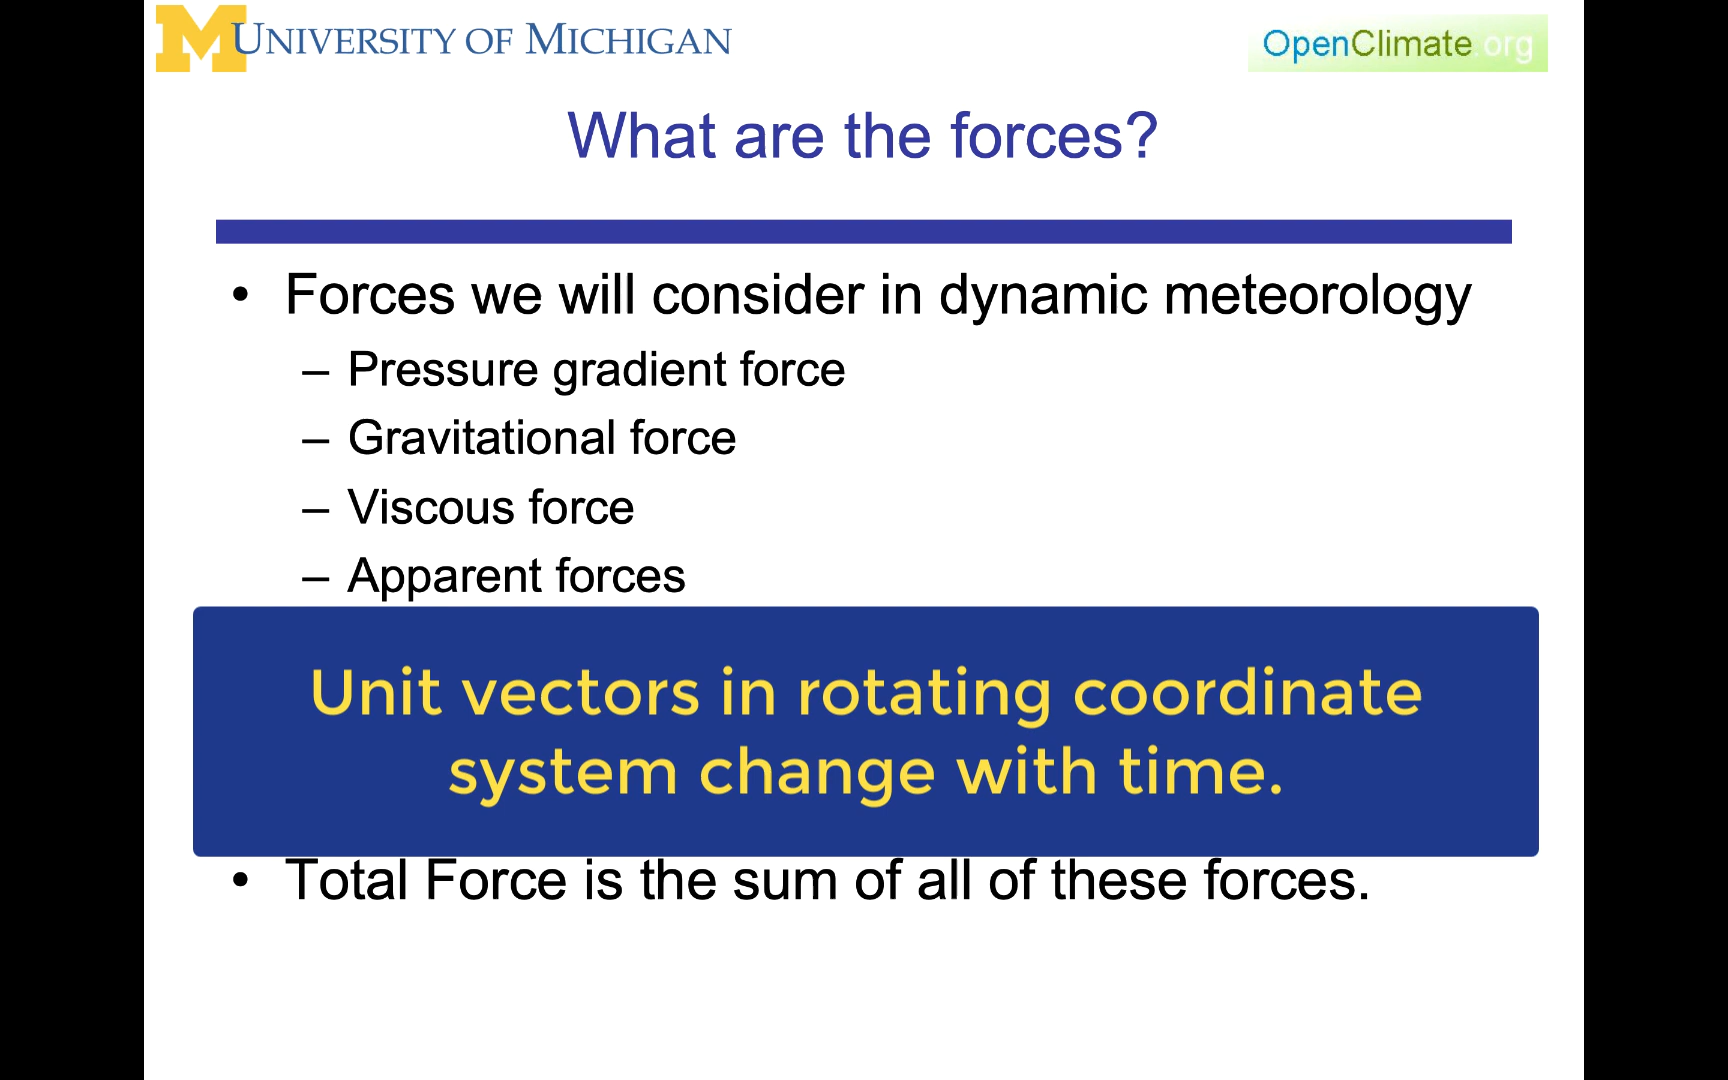 M UNIVERSITY OF MICHIGAN
OpenClimate.org
What are the forces?
• Forces we will consider in dynamic meteorology
– Pressure gradient force
– Gravitational force
– Viscous force
– Apparent forces
Unit vectors in rotating coordinate
system change with time.
• Total Force is the sum of all of these forces.